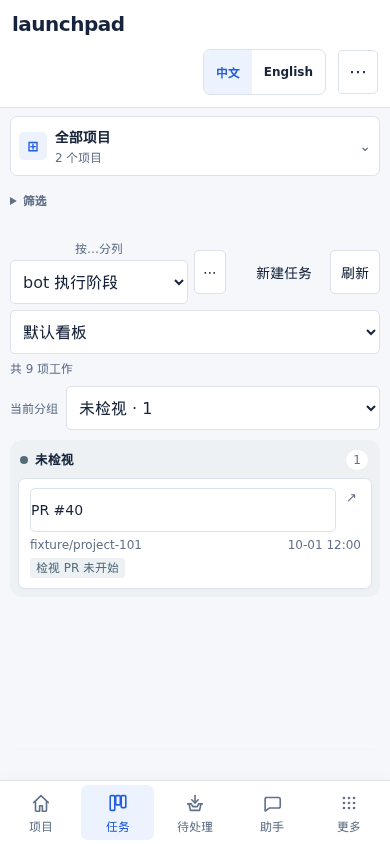 launchpad
中文
English
…
全部项目
2 个项目
筛选
按...分列
bot 执行阶段
...
新建任务
刷新
默认看板
共 9 项工作
当前分组
未检视 · 1
未检视
1
PR #40
↗
fixture/project-101
10-01 12:00
检视 PR 未开始
项目
任务
待处理
助手
更多